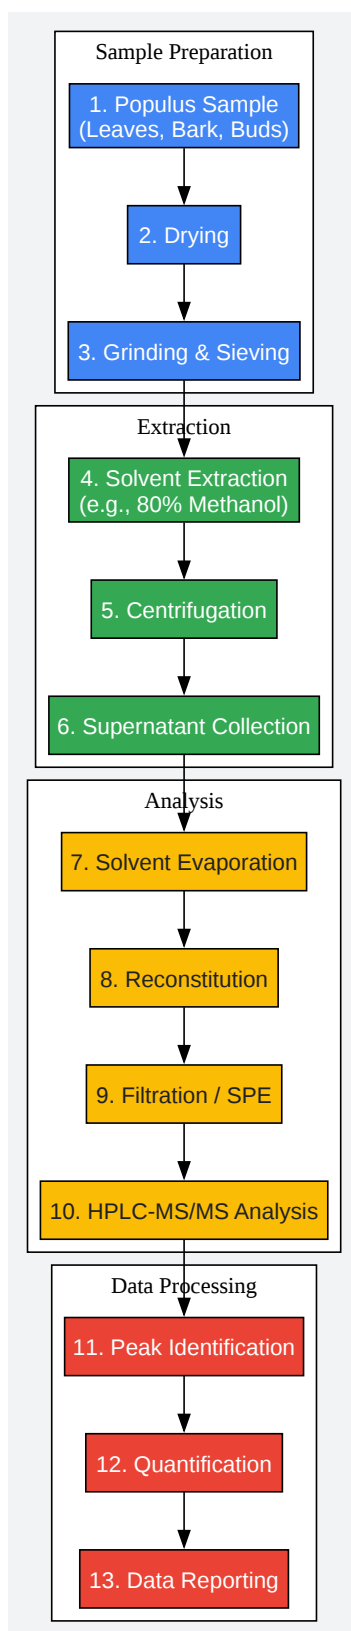 Sample Preparation
1. Populus Sample
(Leaves, Bark, Buds)
2. Drying
3. Grinding & Sieving
Extraction
4. Solvent Extraction
(e.g., 80% Methanol)
5. Centrifugation
6. Supernatant Collection
Analysis
7. Solvent Evaporation
8. Reconstitution
9. Filtration / SPE
10. HPLC-MS/MS Analysis
Data Processing
11. Peak Identification
12. Quantification
13. Data Reporting